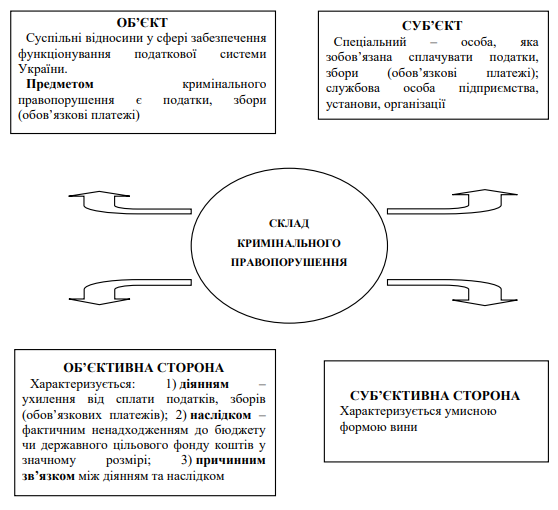 ОБ’ЄКТ
Суспільні відносини у сфері забезпечення
функціонування податкової системи
України.
Предметом кримінального
правопорушення є податки, збори
(обов’язкові платежі)
СУБ’ЄКТ
Спеціальний – особа, яка
зобов’язана сплачувати податки,
збори (обов’язкові платежі);
службова особа підприємства,
установи, організації
СКЛАД
КРИМІНАЛЬНОГО
ПРАВОПОРУШЕННЯ
ОБ’ЄКТИВНА СТОРОНА
Характеризується: 1) діянням –
ухилення від сплати податків, зборів
(обов’язкових платежів); 2) наслідком –
фактичним ненадходженням до бюджету
чи державного цільового фонду коштів у
значному розмірі; 3) причинним
зв’язком між діянням та наслідком
СУБ’ЄКТИВНА СТОРОНА
Характеризується умисною
формою вини